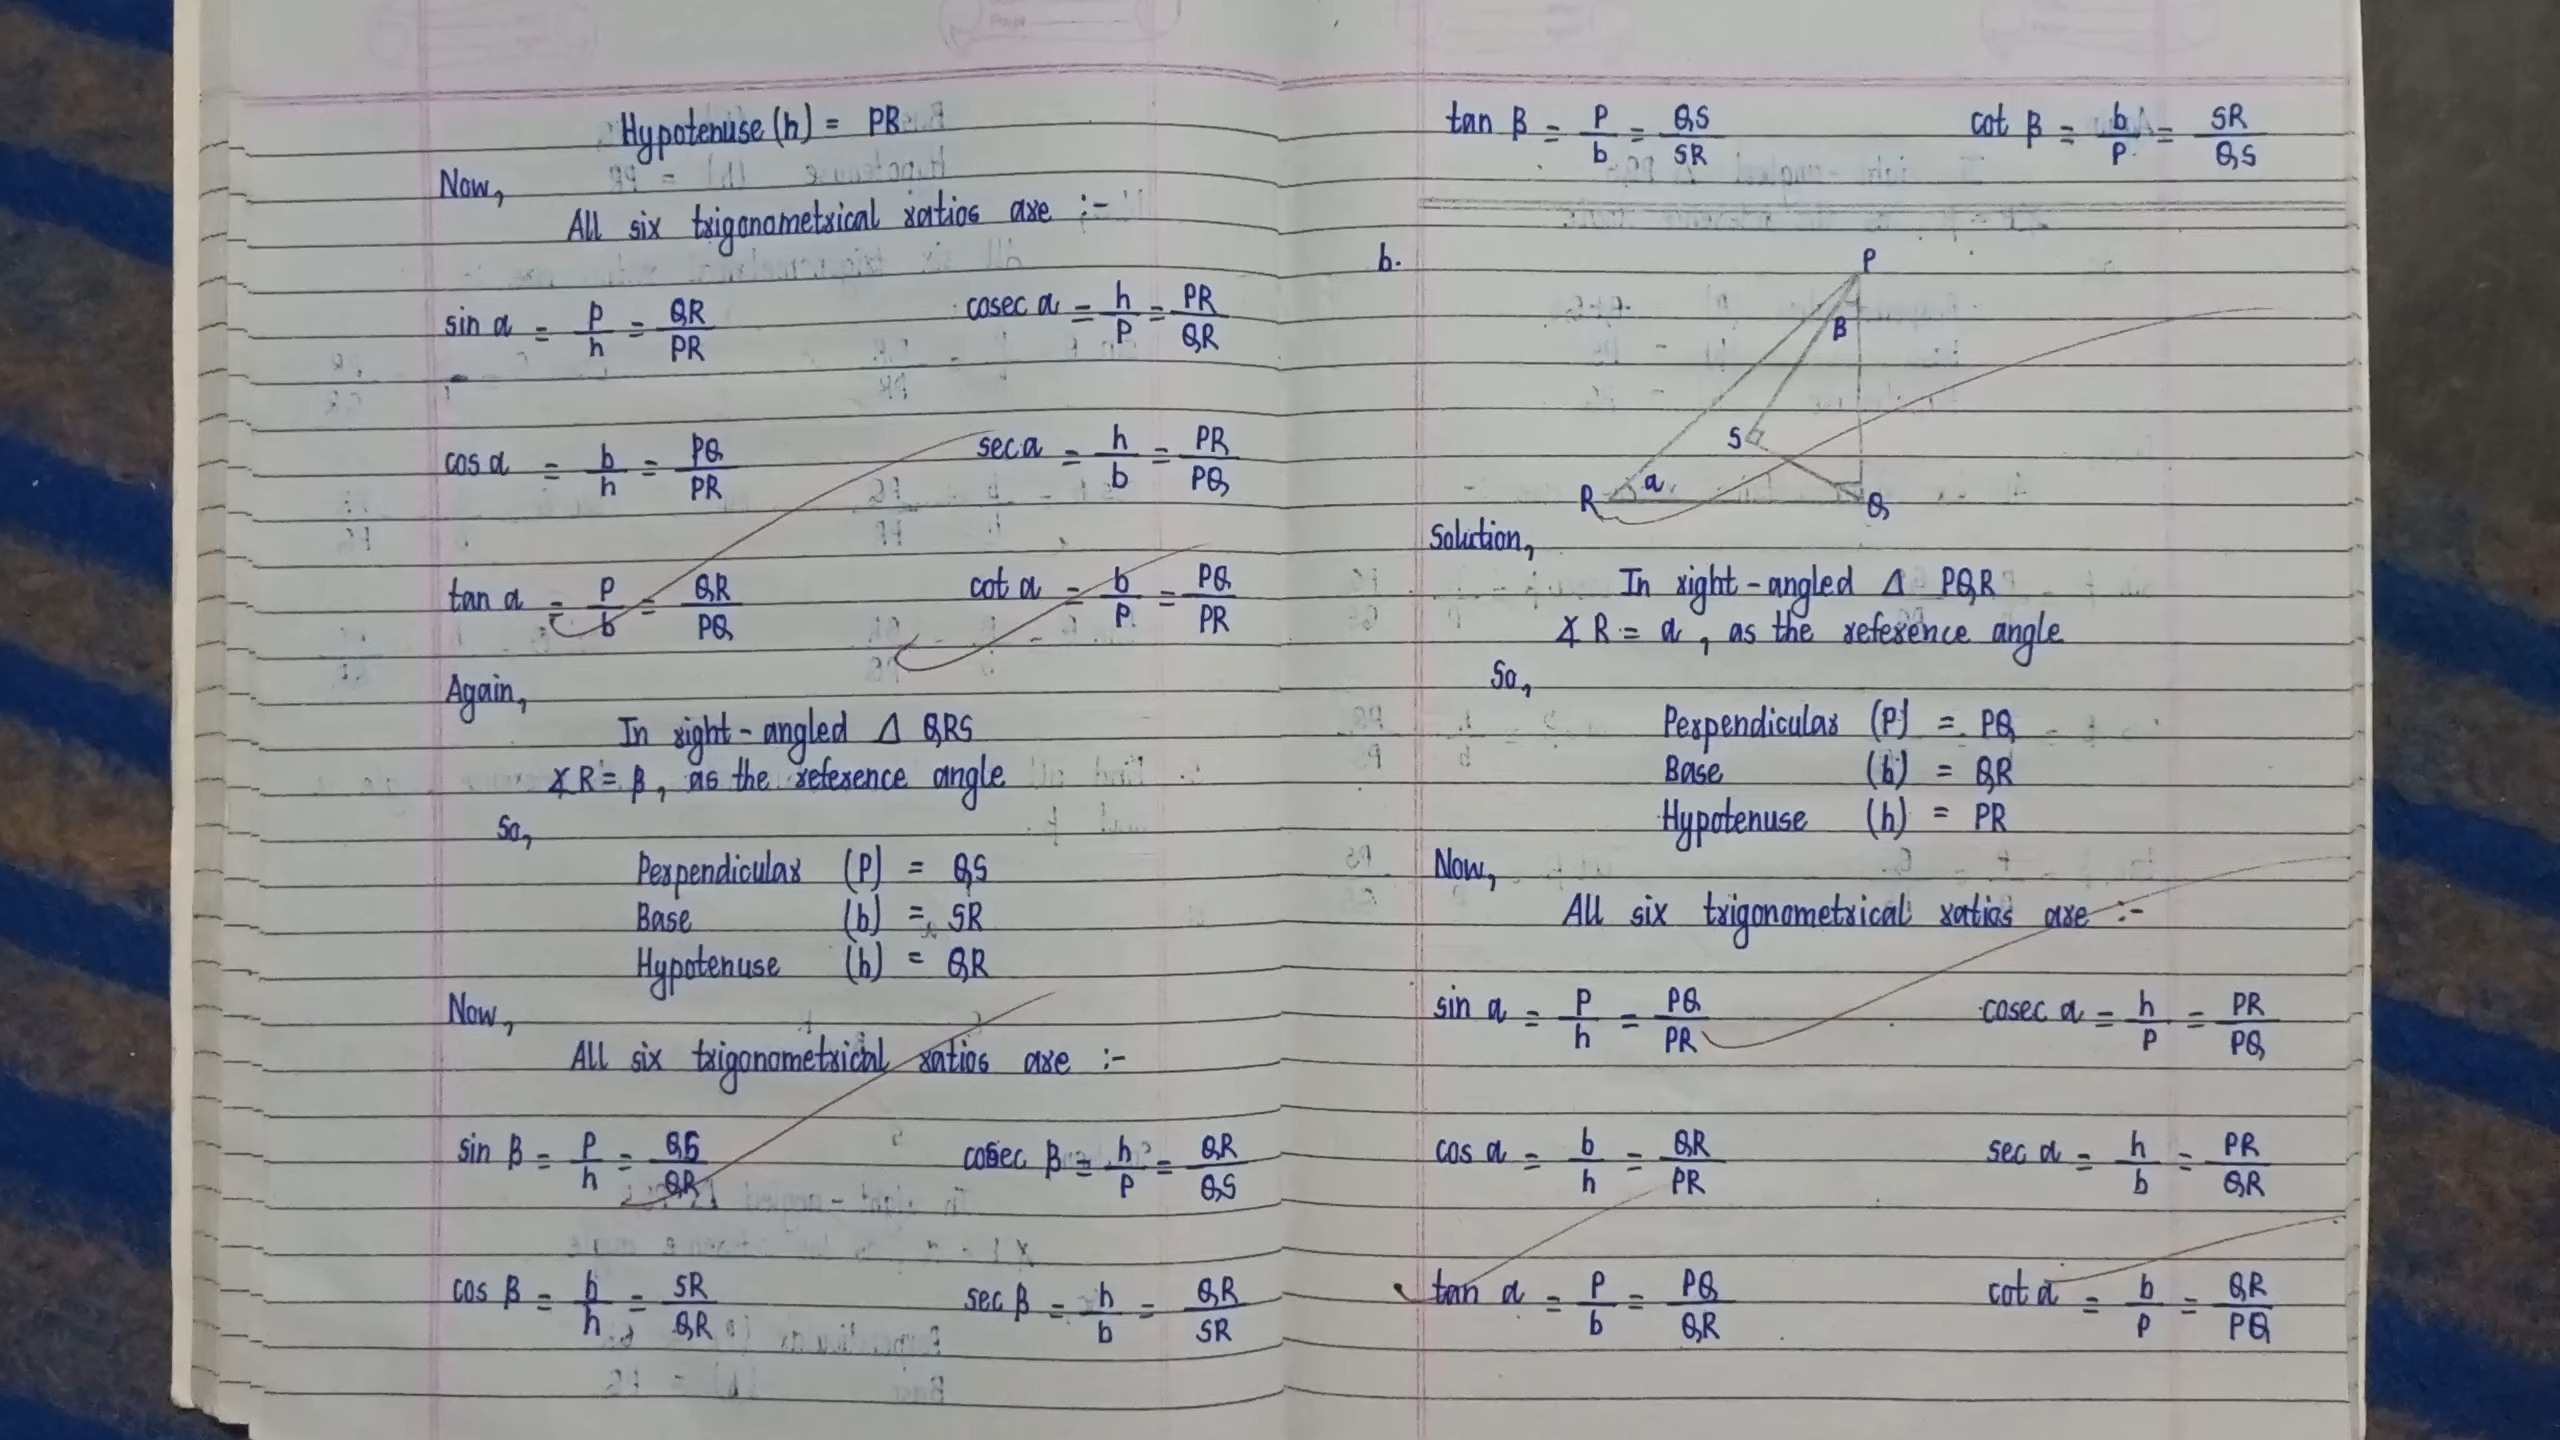 Hypotenuse (h) = PR
Now,
All six trigonometrical ratios are :-
sin α = p/h = QR/PR cosec α = h/p = PR/QR
cos α = b/h = PQ/PR sec α = h/b = PR/PQ
tan α = p/b = QR/PQ cot α = b/p = PQ/PR
Again,
In right-angled Δ QRS
∡ R = β, as the reference angle
So,
Perpendicular (P) = QS
Base (b) = SR
Hypotenuse (h) = QR
Now,
All six trigonometrical ratios are :-
sin β = p/h = QS/QR cosec β = h/p = QR/QS
cos β = b/h = SR/QR sec β = h/b = QR/SR
tan β = p/b = QS/SR cot β = b/p = SR/QS
b.
P
β
S
R α Q
Solution,
In right-angled Δ PQR
∡ R = α, as the reference angle
So,
Perpendicular (P) = PQ
Base (b) = QR
Hypotenuse (h) = PR
Now,
All six trigonometrical ratios are :-
sin α = p/h = PQ/PR cosec α = h/p = PR/PQ
cos α = b/h = QR/PR sec α = h/b = PR/QR
tan α = p/b = PQ/QR cot α = b/p = QR/PQ